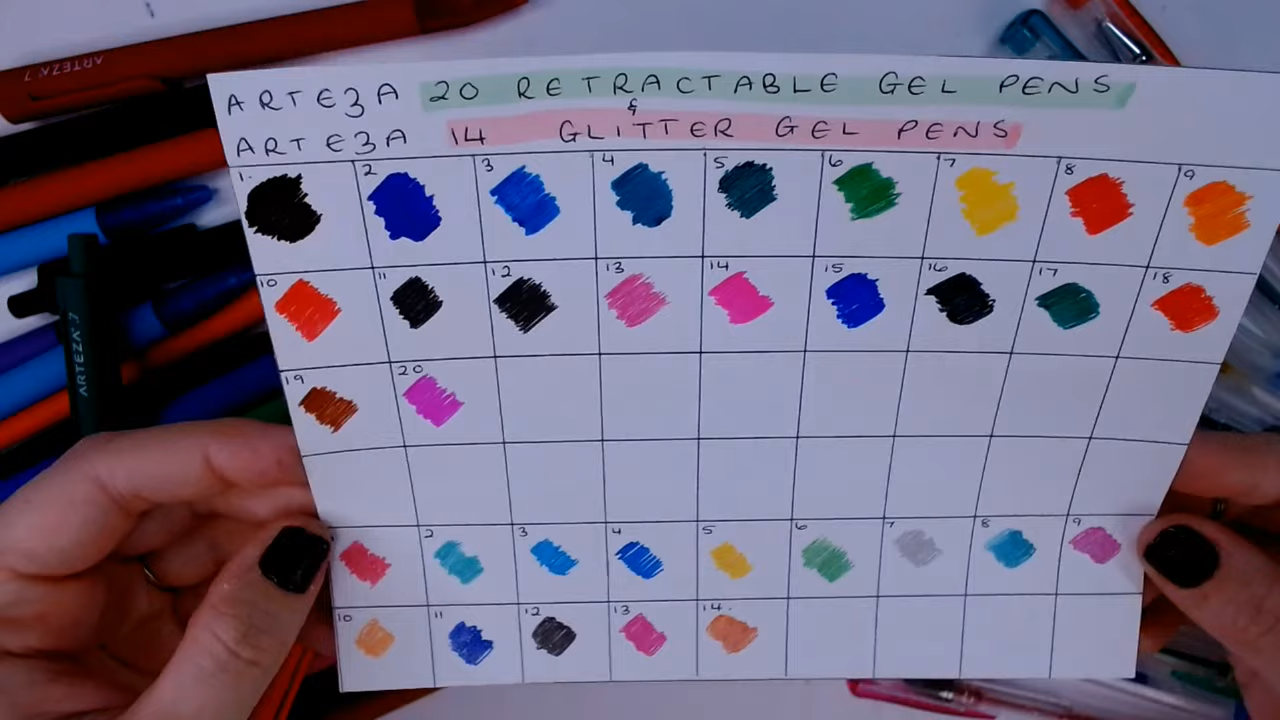 ARTEZA 7
ARTEZA 20 RETRACTABLE GEL PENS
&
ARTEZA 14 GLITTER GEL PENS
1. 2 3 4 5 6 7 8 9
10 11 12 13 14 15 16 17 18
19 20
ARTEZA 7
2 3 4 5 6 7 8 9
10 11 12 13 14.